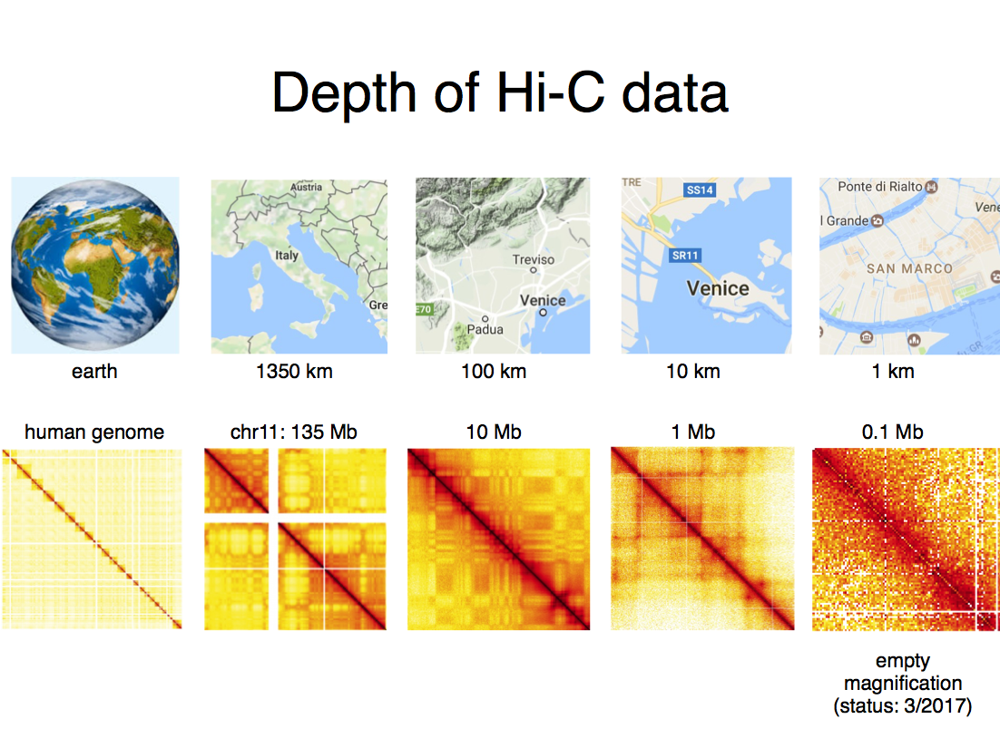 Depth of Hi-C data
Austria
Italy
Gre
Treviso
Venice
E70
Padua
TRE
SS14
SR11
Venice
Ponte di Rialto
l Grande
Vene
SAN MARCO
earth
1350 km
100 km
10 km
1 km
human genome
chr11: 135 Mb
10 Mb
1 Mb
0.1 Mb
empty
magnification
(status: 3/2017)